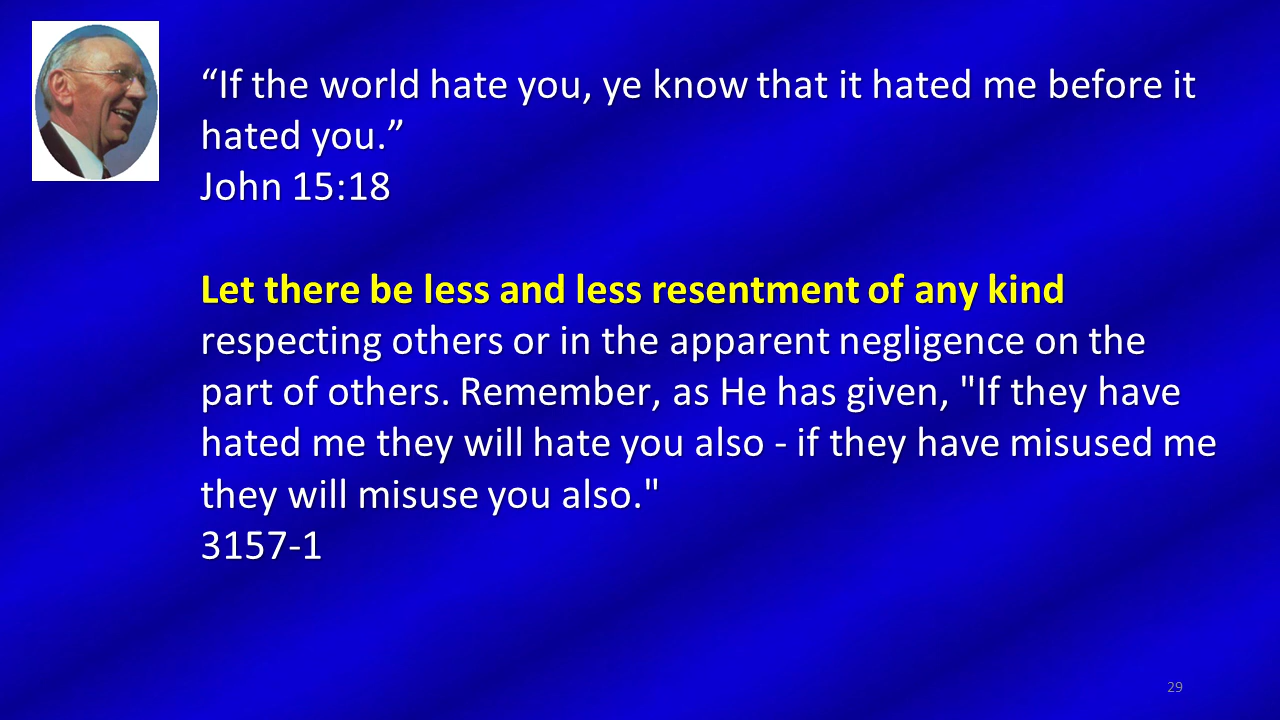 “If the world hate you, ye know that it hated me before it
hated you.”
John 15:18
Let there be less and less resentment of any kind
respecting others or in the apparent negligence on the
part of others. Remember, as He has given, "If they have
hated me they will hate you also - if they have misused me
they will misuse you also."
3157-1
29